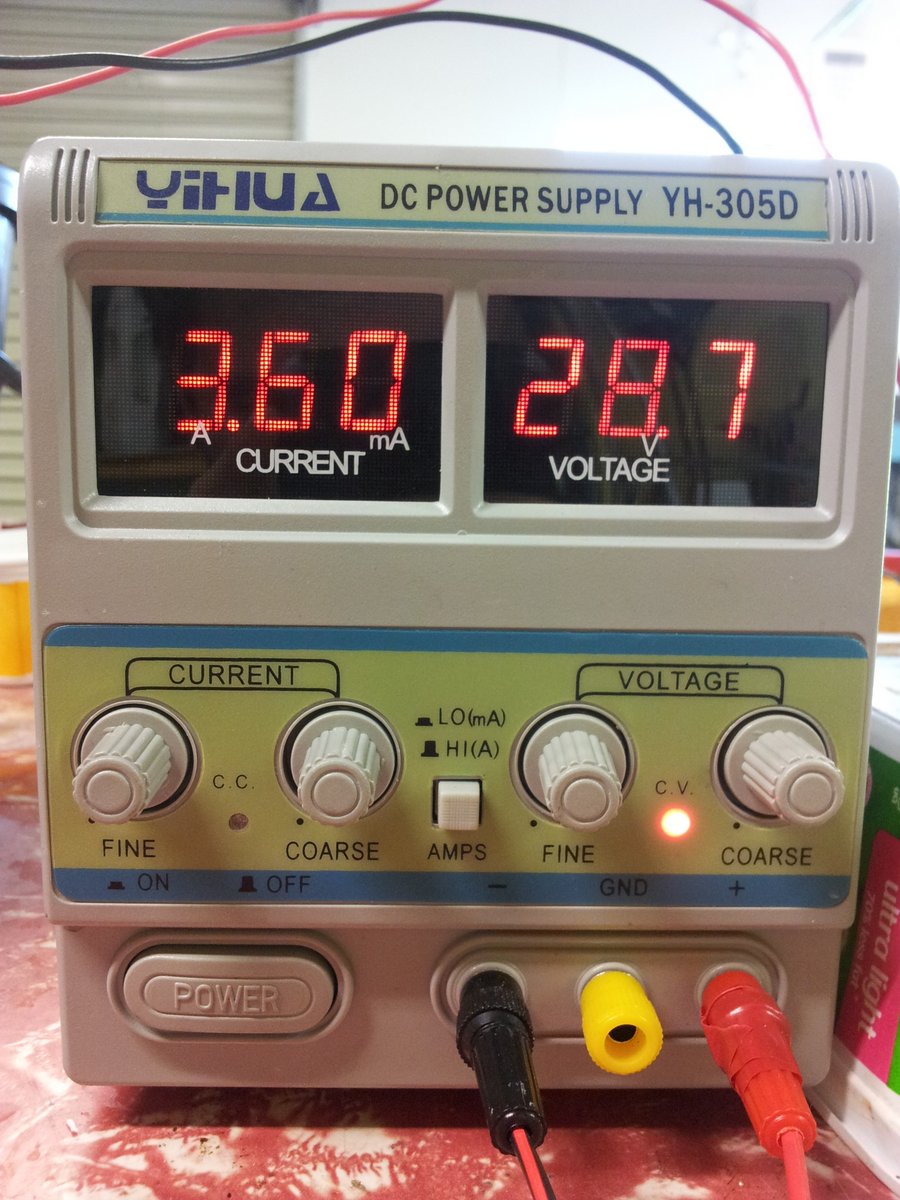 YiHUA DC POWER SUPPLY YH-305D
3.60 28.7
A mA V
CURRENT VOLTAGE
CURRENT VOLTAGE
LO(mA)
HI(A)
C.C. C.V.
FINE COARSE AMPS FINE COARSE
ON OFF − GND +
POWER
ultra light